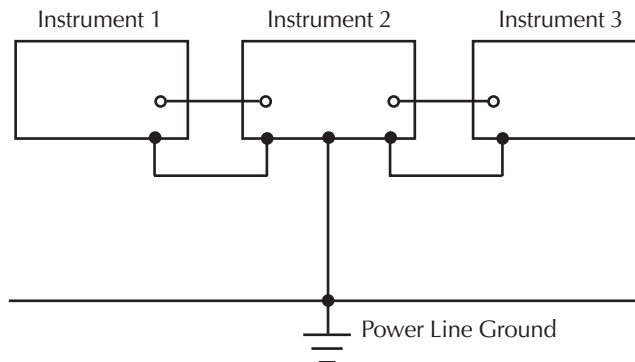 Instrument 1
Instrument 2
Instrument 3
Power Line Ground